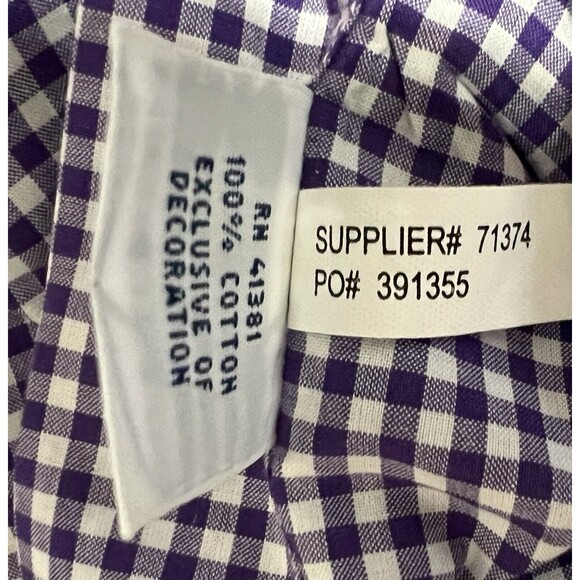 RN 41381
100% COTTON
EXCLUSIVE OF
DECORATION
SUPPLIER# 71374
PO# 391355